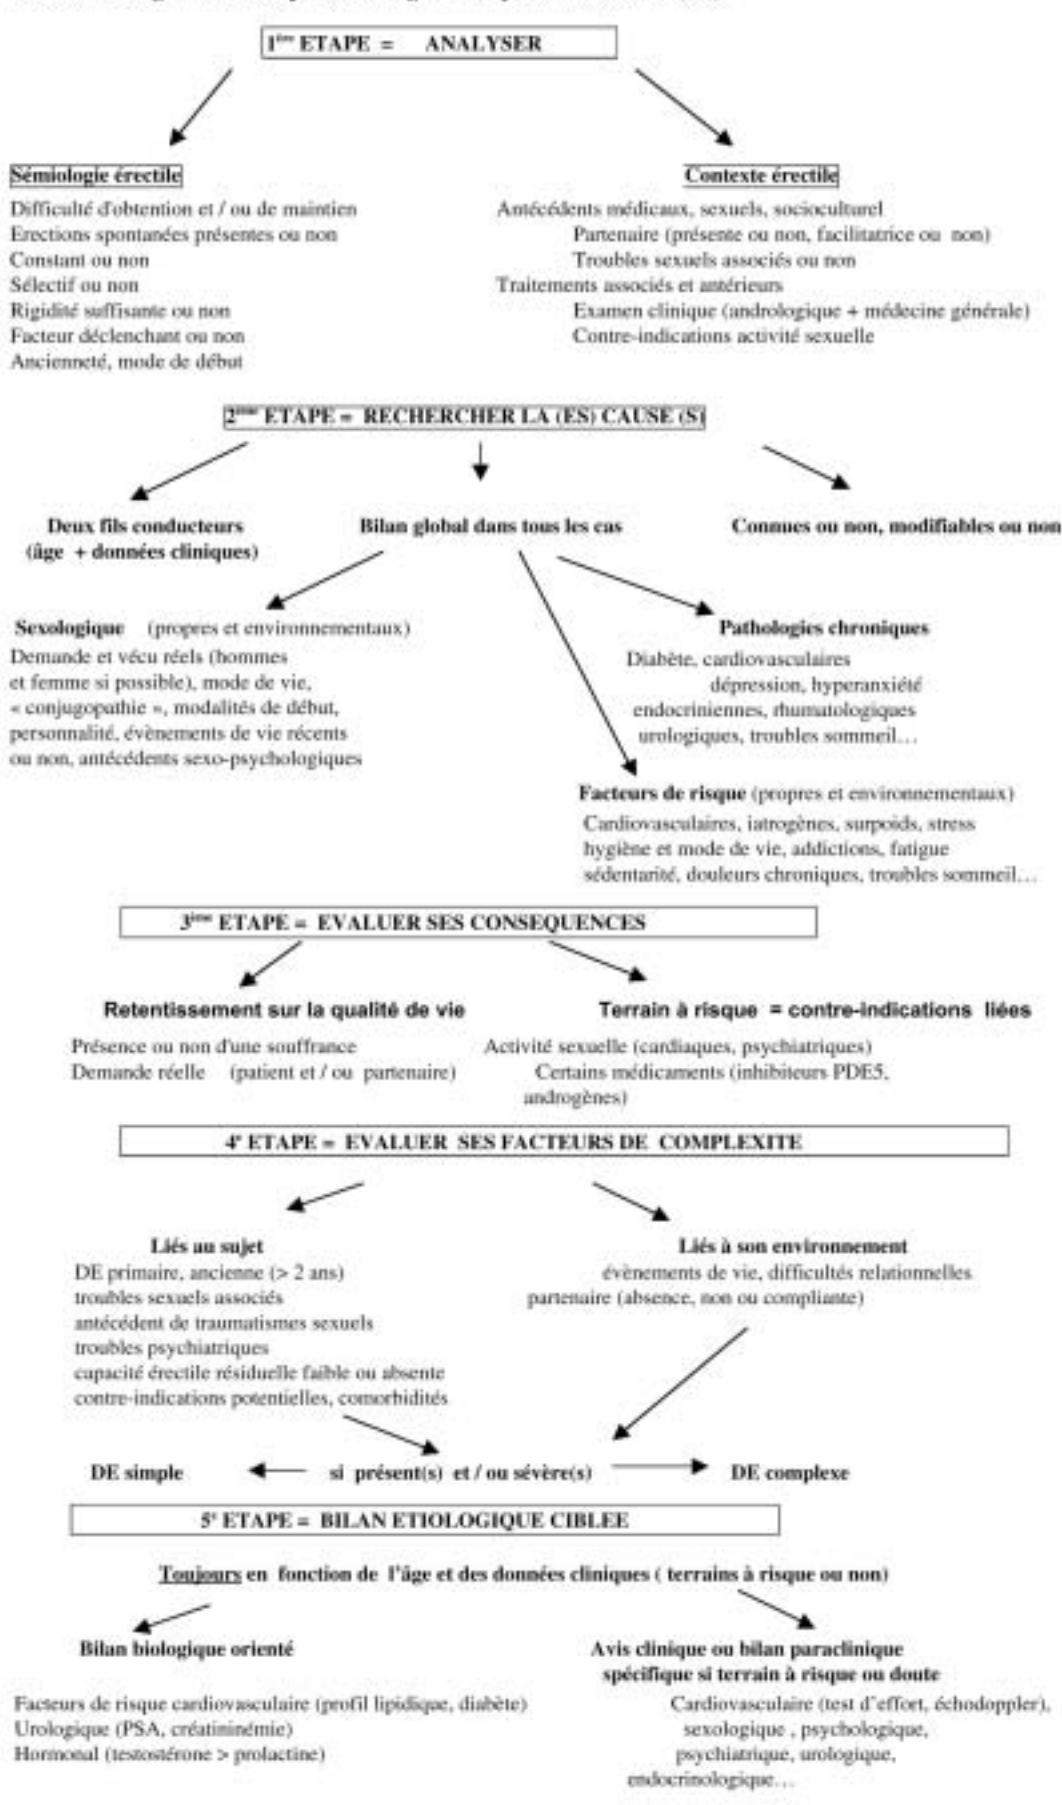 1ère ETAPE = ANALYSER
Sémiologie érectile
Difficulté d'obtention et / ou de maintien
Erections spontanées présentes ou non
Constant ou non
Sélectif ou non
Rigidité suffisante ou non
Facteur déclenchant ou non
Ancienneté, mode de début
Contexte érectile
Antécédents médicaux, sexuels, socioculturel
Partenaire (présente ou non, facilitatrice ou non)
Troubles sexuels associés ou non
Traitements associés et antérieurs
Examen clinique (andrologique + médecine générale)
Contre-indications activité sexuelle
2ème ETAPE = RECHERCHER LA (ES) CAUSE (S)
Deux fils conducteurs
(âge + données cliniques)
Bilan global dans tous les cas
Connues ou non, modifiables ou non
Sexologique (propres et environnementaux)
Demande et vécu réels (hommes
et femme si possible), mode de vie,
« conjugopathie », modalités de début,
personnalité, évènements de vie récents
ou non, antécédents sexo-psychologiques
Pathologies chroniques
Diabète, cardiovasculaires
dépression, hyperanxiété
endocriniennes, rhumatologiques
urologiques, troubles sommeil…
Facteurs de risque (propres et environnementaux)
Cardiovasculaires, iatrogènes, surpoids, stress
hygiène et mode de vie, addictions, fatigue
sédentarité, douleurs chroniques, troubles sommeil…
3ième ETAPE = EVALUER SES CONSEQUENCES
Retentissement sur la qualité de vie
Présence ou non d'une souffrance
Demande réelle (patient et / ou partenaire)
Terrain à risque = contre-indications liées
Activité sexuelle (cardiaques, psychiatriques)
Certains médicaments (inhibiteurs PDE5,
androgènes)
4e ETAPE = EVALUER SES FACTEURS DE COMPLEXITE
Liés au sujet
DE primaire, ancienne (> 2 ans)
troubles sexuels associés
antécédent de traumatismes sexuels
troubles psychiatriques
capacité érectile résiduelle faible ou absente
contre-indications potentielles, comorbidités
Liés à son environnement
évènements de vie, difficultés relationnelles
partenaire (absence, non ou compliante)
DE simple si présent(s) et / ou sévère(s) DE complexe
5e ETAPE = BILAN ETIOLOGIQUE CIBLEE
Toujours en fonction de l'âge et des données cliniques ( terrains à risque ou non)
Bilan biologique orienté
Facteurs de risque cardiovasculaire (profil lipidique, diabète)
Urologique (PSA, créatininémie)
Hormonal (testostérone > prolactine)
Avis clinique ou bilan paraclinique
spécifique si terrain à risque ou doute
Cardiovasculaire (test d'effort, échodoppler),
sexologique , psychologique,
psychiatrique, urologique,
endocrinologique…